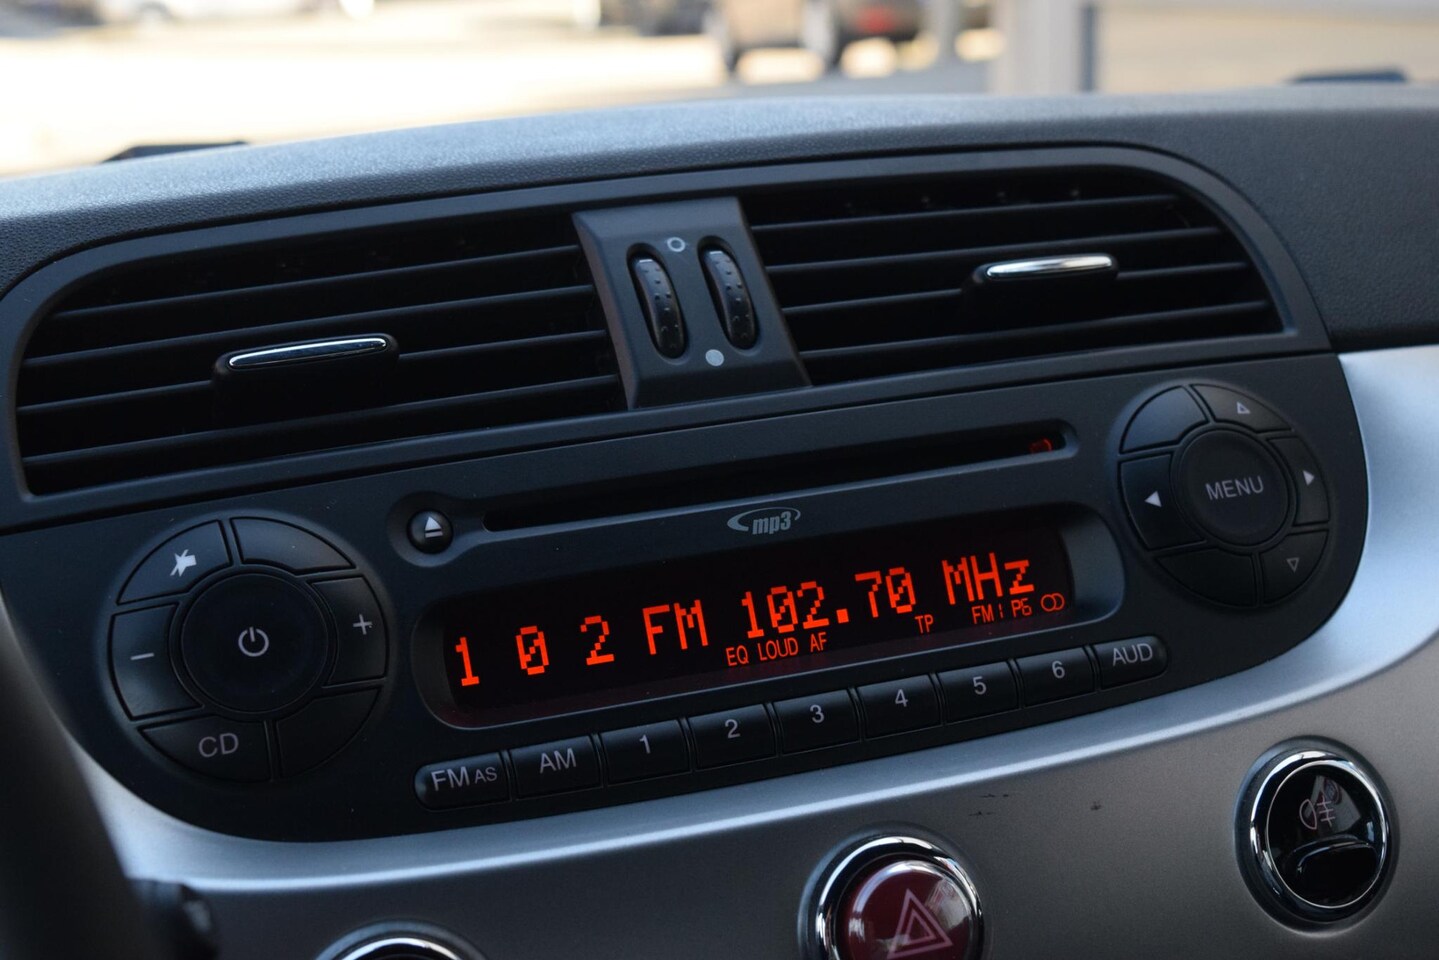 mp3
MENU
1 0 2 FM 102.70 MHz
EQ LOUD AF TP FM1 P6
CD
FM AS AM 1 2 3 4 5 6 AUD